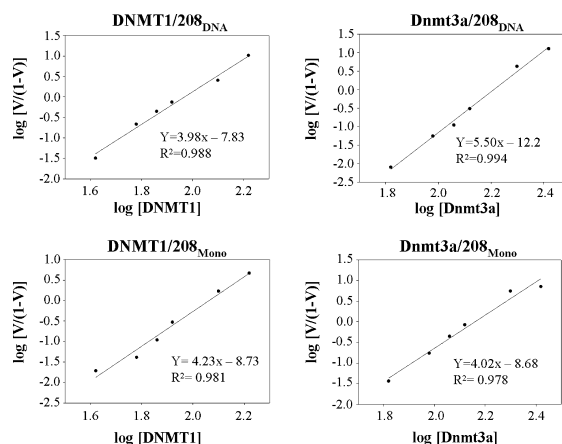 DNMT1/208DNA
1.5
1.0
0.5
0.0
-0.5
-1.0
-1.5
-2.0
log [V/(1-V)]
Y=3.98x – 7.83
R²=0.988
1.6 1.8 2.0 2.2
log [DNMT1]
Dnmt3a/208DNA
1.5
1.0
0.5
0.0
-0.5
-1.0
-1.5
-2.0
-2.5
log [V/(1-V)]
Y=5.50x – 12.2
R²=0.994
1.8 2.0 2.2 2.4
log [Dnmt3a]
DNMT1/208Mono
1.0
0.5
0.0
-0.5
-1.0
-1.5
-2.0
-2.5
log [V/(1-V)]
Y= 4.23x – 8.73
R²= 0.981
1.6 1.8 2.0 2.2
log [DNMT1]
Dnmt3a/208Mono
1.5
1.0
0.5
0.0
-0.5
-1.0
-1.5
-2.0
log [V/(1-V)]
Y=4.02x – 8.68
R²= 0.978
1.8 2.0 2.2 2.4
log [Dnmt3a]